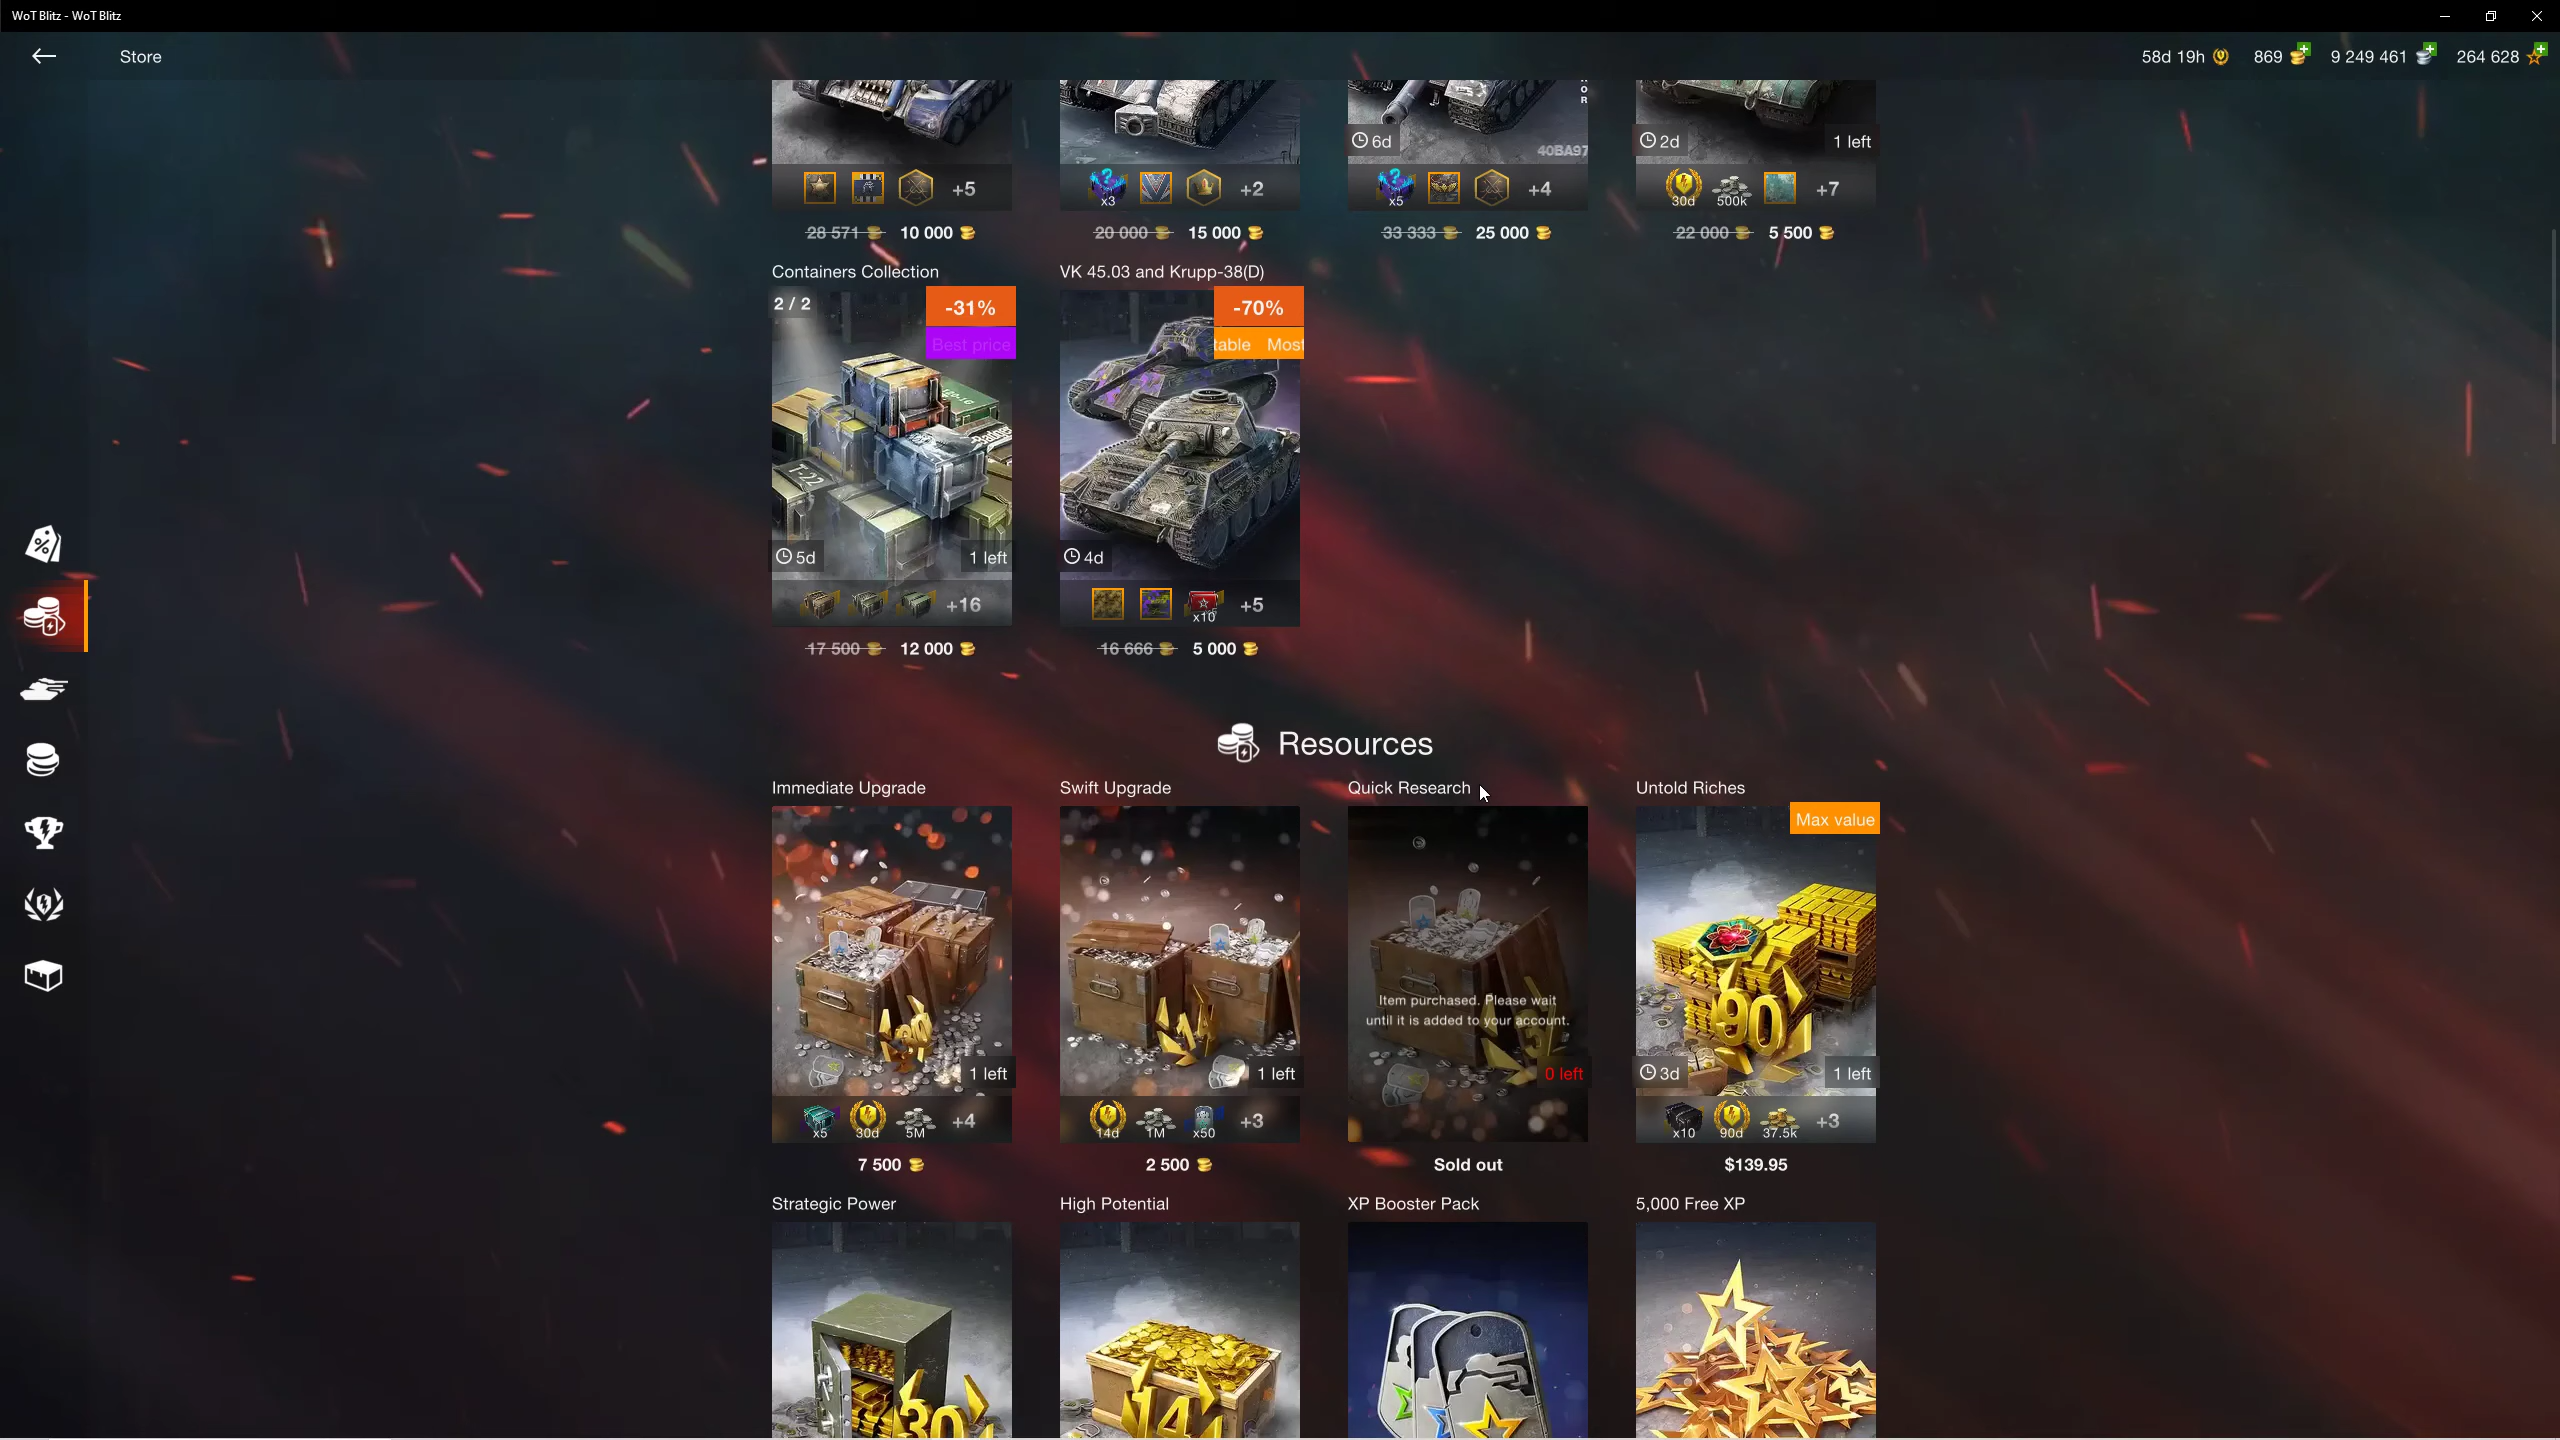 WoT Blitz - WoT Blitz
Store
58d 19h
869
9 249 461
264 628
6d
40BA97
2d
1 left
+5
x3
+2
x5
+4
30d
500k
+7
28 571 10 000
20 000 15 000
33 333 25 000
22 000 5 500
Containers Collection
VK 45.03 and Krupp-38(D)
2 / 2
-31%
Best price
-70%
table Most
T-22
5d
1 left
4d
+16
x10
+5
17 500 12 000
16 666 5 000
Resources
Immediate Upgrade
Swift Upgrade
Quick Research
Untold Riches
Max value
90
Item purchased. Please wait
until it is added to your account.
1 left
1 left
0 left
3d
1 left
x5
30d
5M
+4
14d
1M
x50
+3
x10
90d
37.5k
+3
7 500
2 500
Sold out
$139.95
Strategic Power
High Potential
XP Booster Pack
5,000 Free XP
30
14